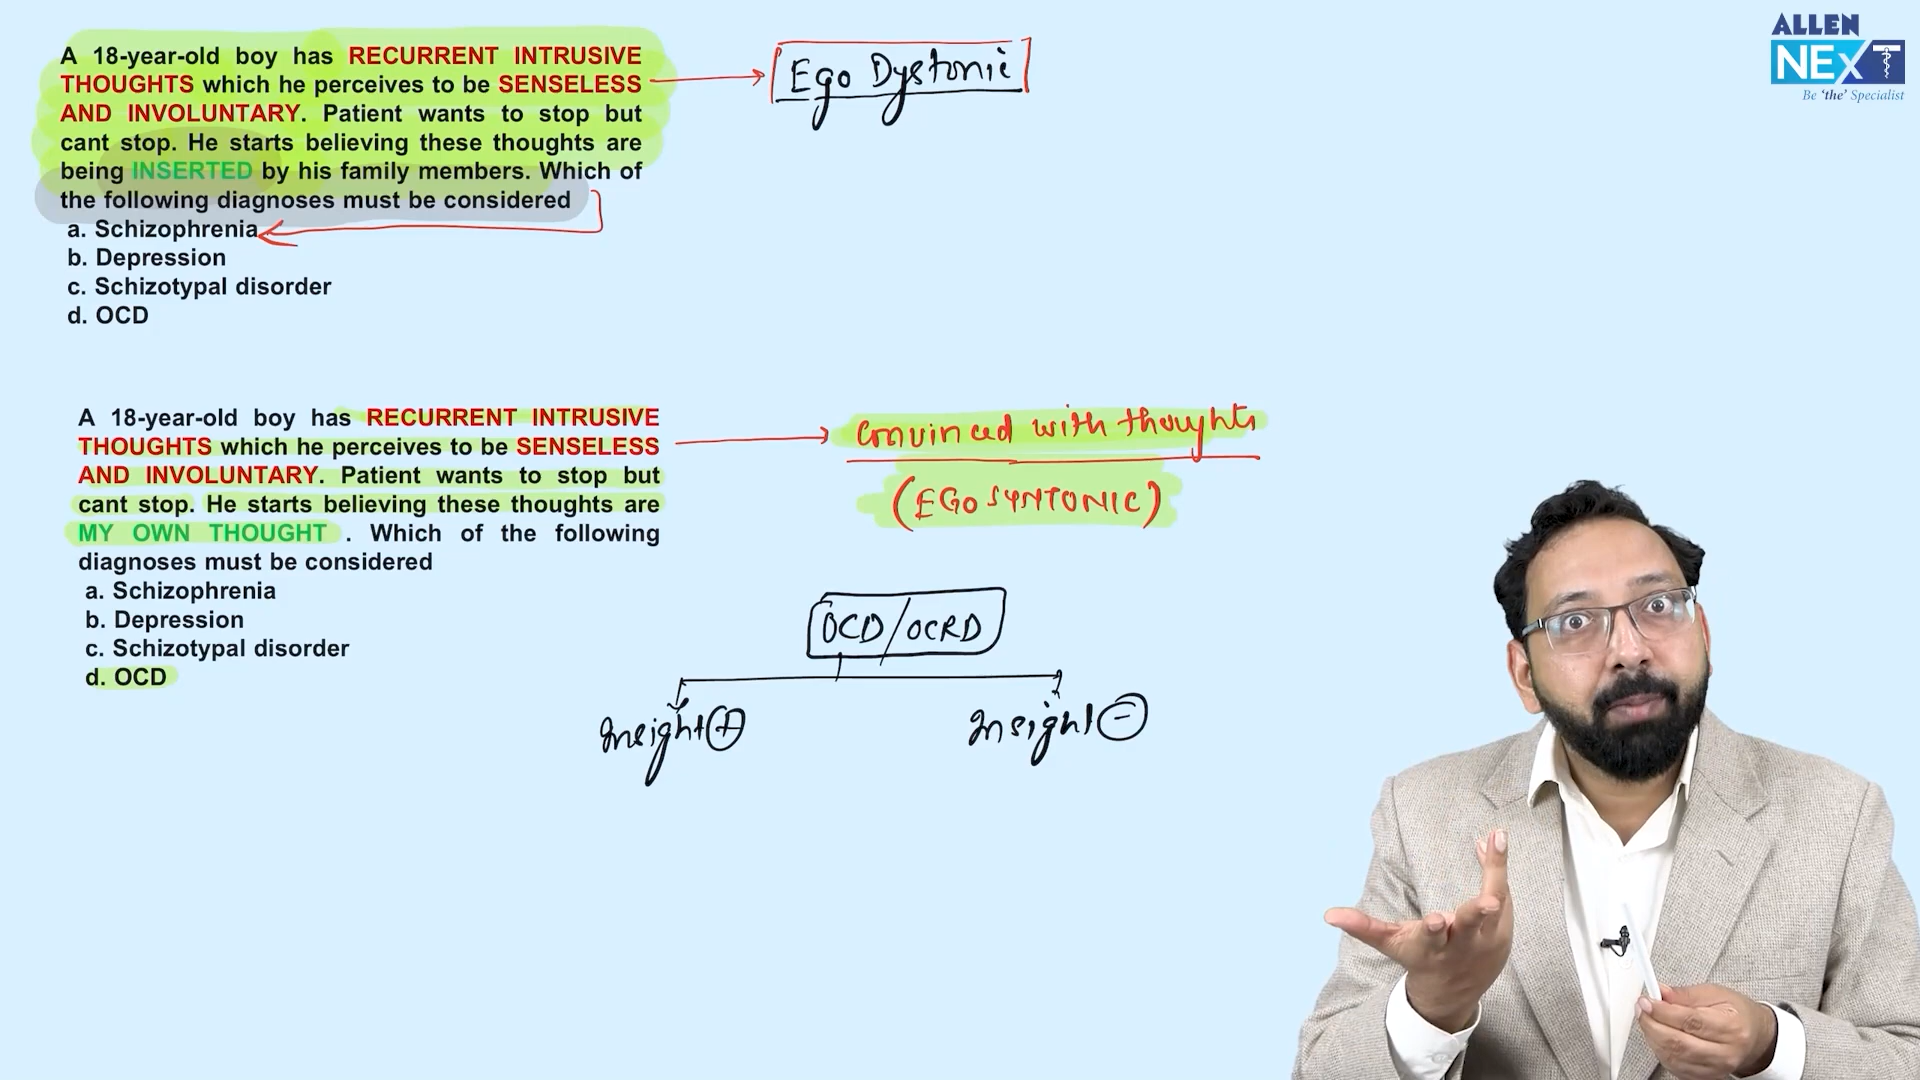 A 18-year-old boy has RECURRENT INTRUSIVE
THOUGHTS which he perceives to be SENSELESS
AND INVOLUNTARY. Patient wants to stop but
cant stop. He starts believing these thoughts are
being INSERTED by his family members. Which of
the following diagnoses must be considered
a. Schizophrenia
b. Depression
c. Schizotypal disorder
d. OCD
Ego Dystonic
ALLEN
NExT
Be 'the' Specialist
A 18-year-old boy has RECURRENT INTRUSIVE
THOUGHTS which he perceives to be SENSELESS
AND INVOLUNTARY. Patient wants to stop but
cant stop. He starts believing these thoughts are
MY OWN THOUGHT . Which of the following
diagnoses must be considered
a. Schizophrenia
b. Depression
c. Schizotypal disorder
d. OCD
Convinced with thoughts
(EGO SYNTONIC)
OCD/OCRD
Insight +
Insight -